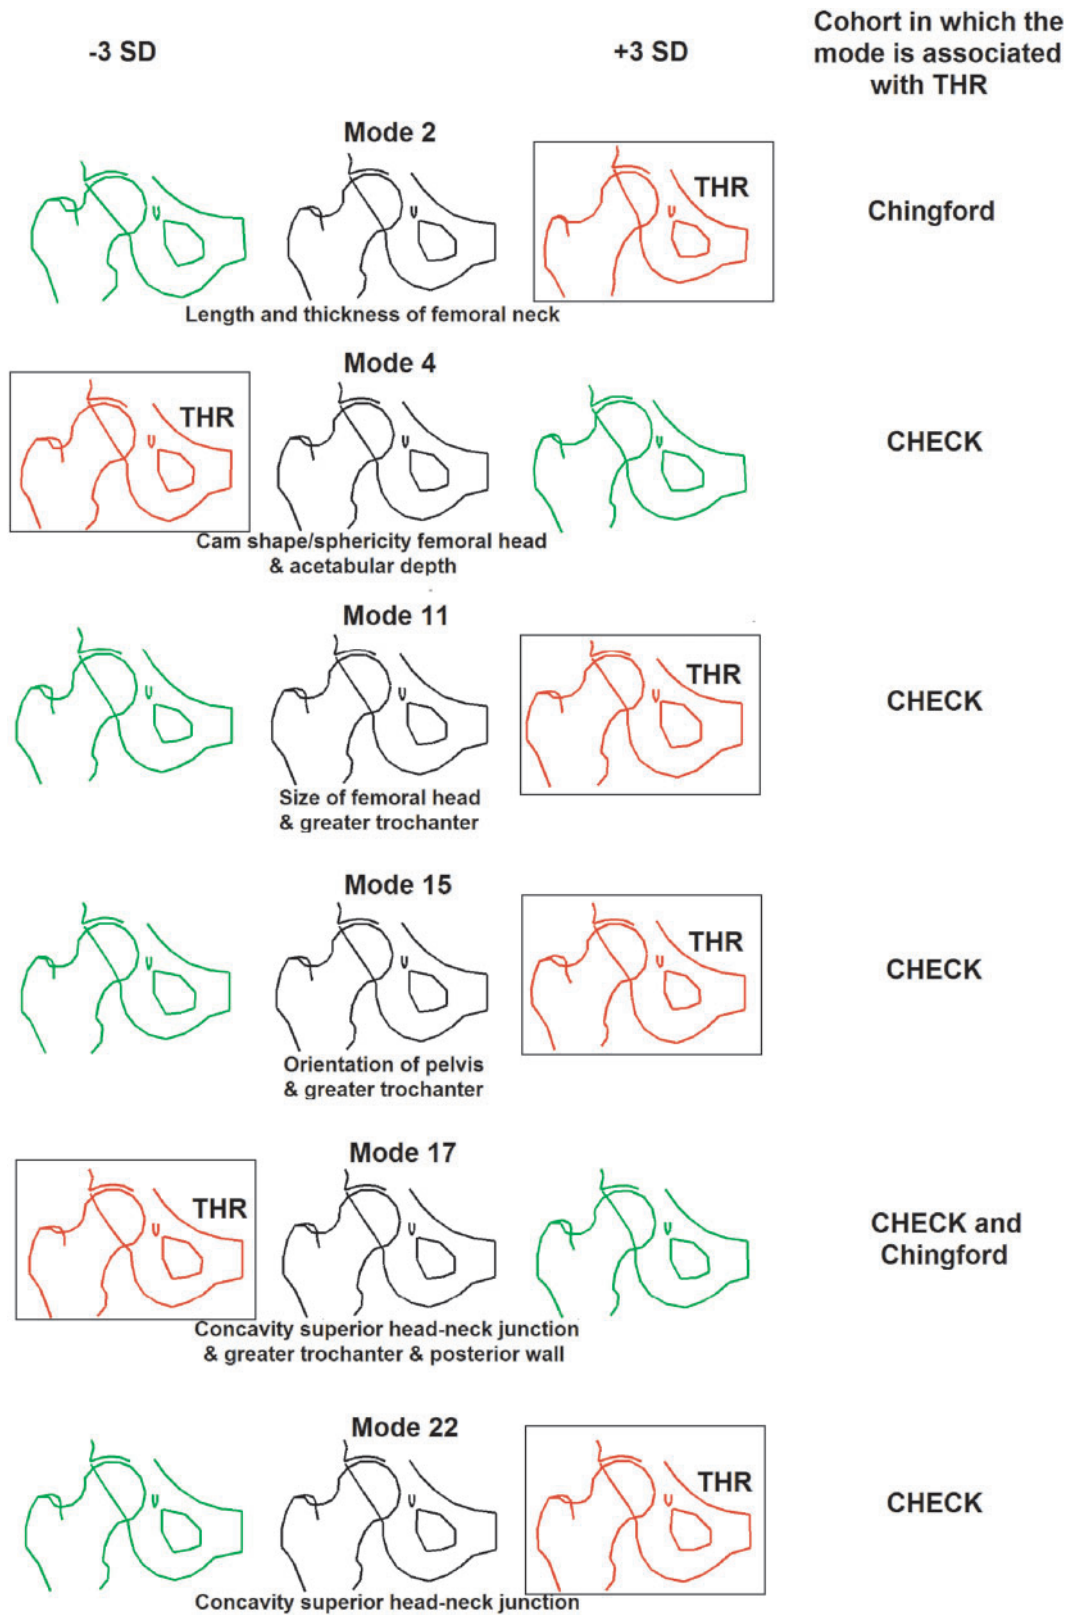 -3 SD
+3 SD
Cohort in which the
mode is associated
with THR
Mode 2
THR
Chingford
Length and thickness of femoral neck
Mode 4
THR
CHECK
Cam shape/sphericity femoral head
& acetabular depth
Mode 11
THR
CHECK
Size of femoral head
& greater trochanter
Mode 15
THR
CHECK
Orientation of pelvis
& greater trochanter
Mode 17
THR
CHECK and
Chingford
Concavity superior head-neck junction
& greater trochanter & posterior wall
Mode 22
THR
CHECK
Concavity superior head-neck junction